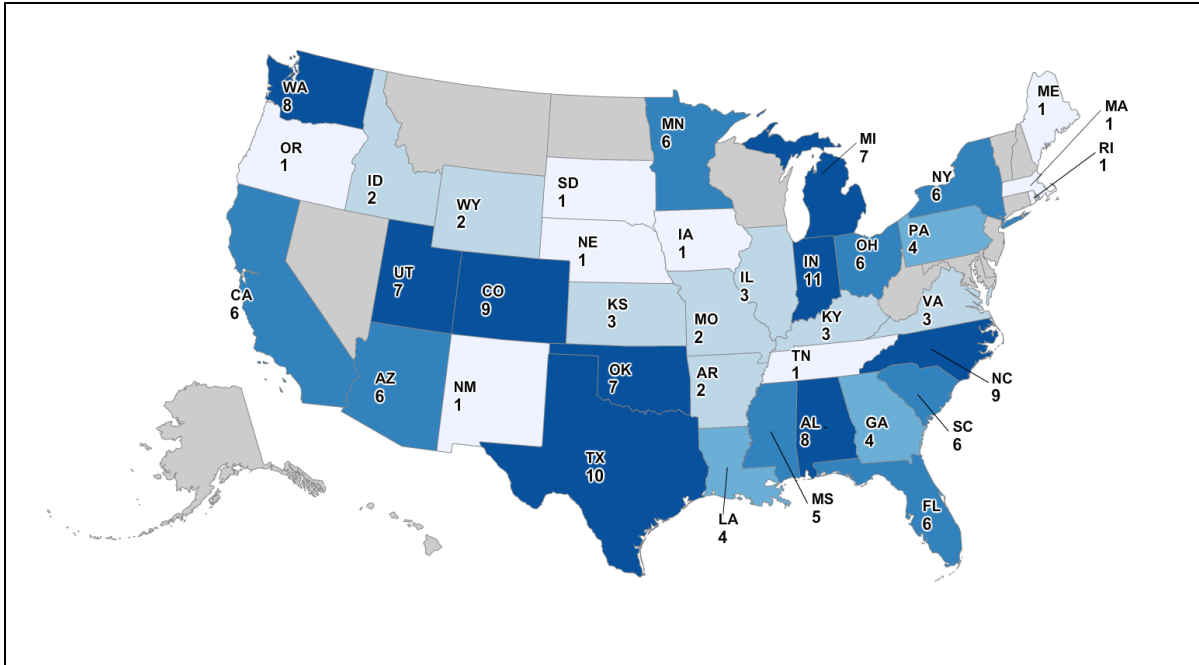 WA
8
OR
1
ID
2
WY
2
SD
1
MN
6
MI
7
NY
6
ME
1
MA
1
RI
1
PA
4
OH
6
IN
11
IL
3
IA
1
NE
1
UT
7
CO
9
CA
6
KS
3
MO
2
KY
3
VA
3
TN
1
NC
9
SC
6
AZ
6
NM
1
OK
7
AR
2
TX
10
LA
4
MS
5
AL
8
GA
4
FL
6